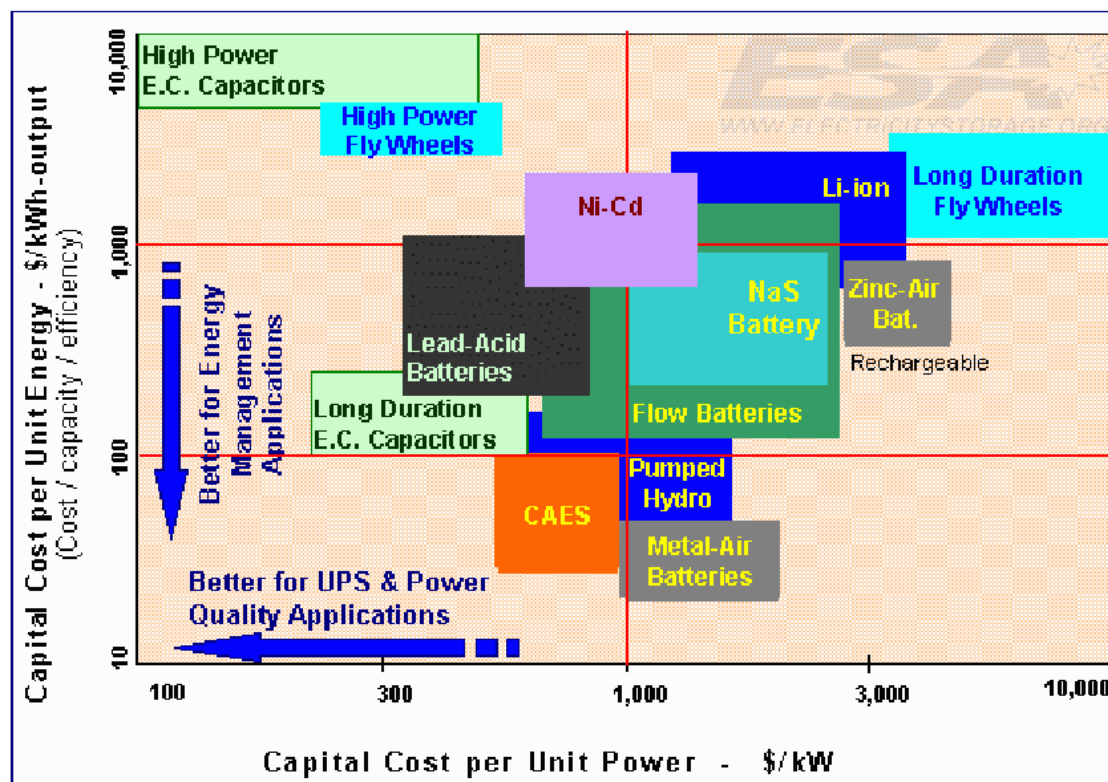 Capital Cost per Unit Energy - $/kWh-output
(Cost / capacity / efficiency)
10,000
1,000
100
10
High Power
E.C. Capacitors
High Power
Fly Wheels
ESA
WWW.ELECTRICITYSTORAGE.ORG
Ni-Cd
Li-ion
Long Duration
Fly Wheels
Better for Energy
Management
Applications
Lead-Acid
Batteries
NaS
Battery
Zinc-Air
Bat.
Rechargeable
Long Duration
E.C. Capacitors
Flow Batteries
CAES
Pumped
Hydro
Metal-Air
Batteries
Better for UPS & Power
Quality Applications
100
300
1,000
3,000
10,000
Capital Cost per Unit Power - $/kW